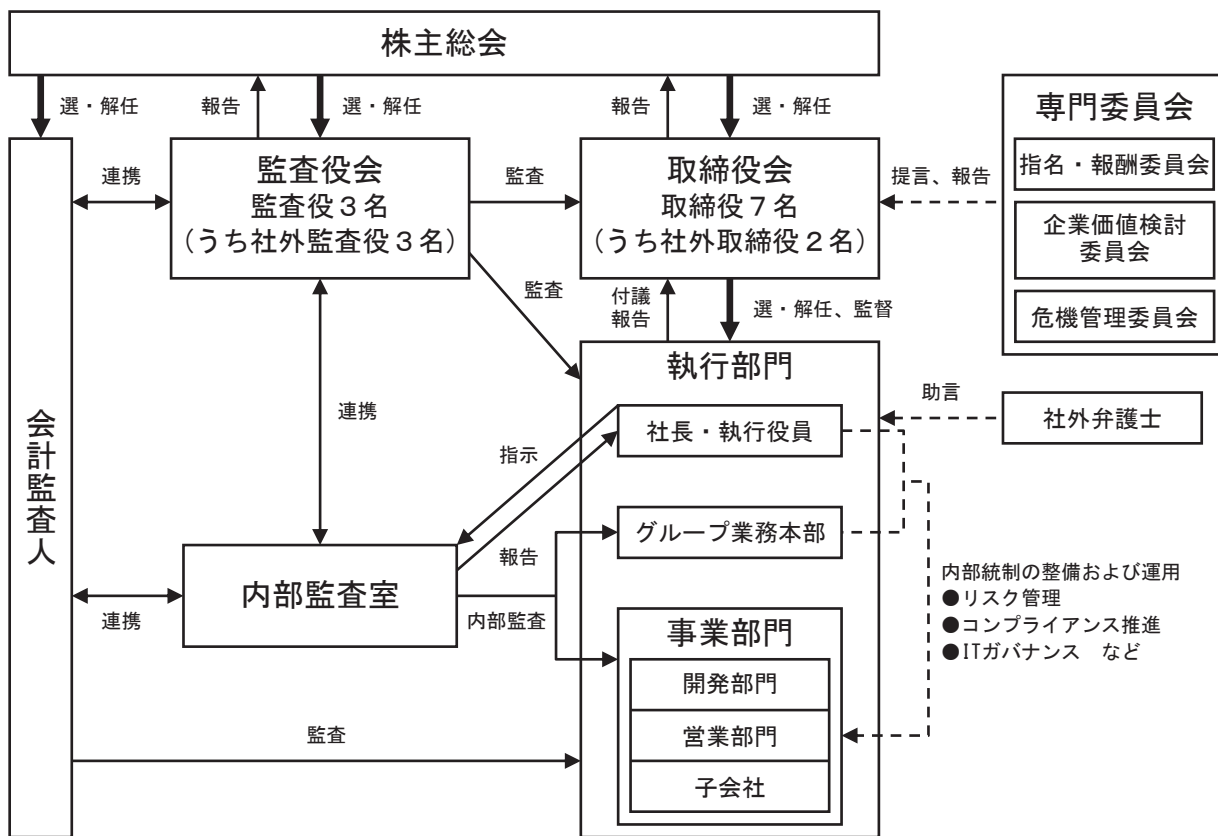 株主総会
選・解任
報告
選・解任
報告
選・解任
専門委員会
指名・報酬委員会
企業価値検討
委員会
危機管理委員会
連携
監査役会
監査役３名
（うち社外監査役３名）
監査
取締役会
取締役７名
（うち社外取締役２名）
提言、報告
監査
付議
報告
選・解任、監督
執行部門
会計監査人
連携
指示
社長・執行役員
助言
社外弁護士
報告
グループ業務本部
連携
内部監査室
内部監査
内部統制の整備および運用
●リスク管理
●コンプライアンス推進
●ITガバナンス　など
事業部門
開発部門
営業部門
子会社
監査